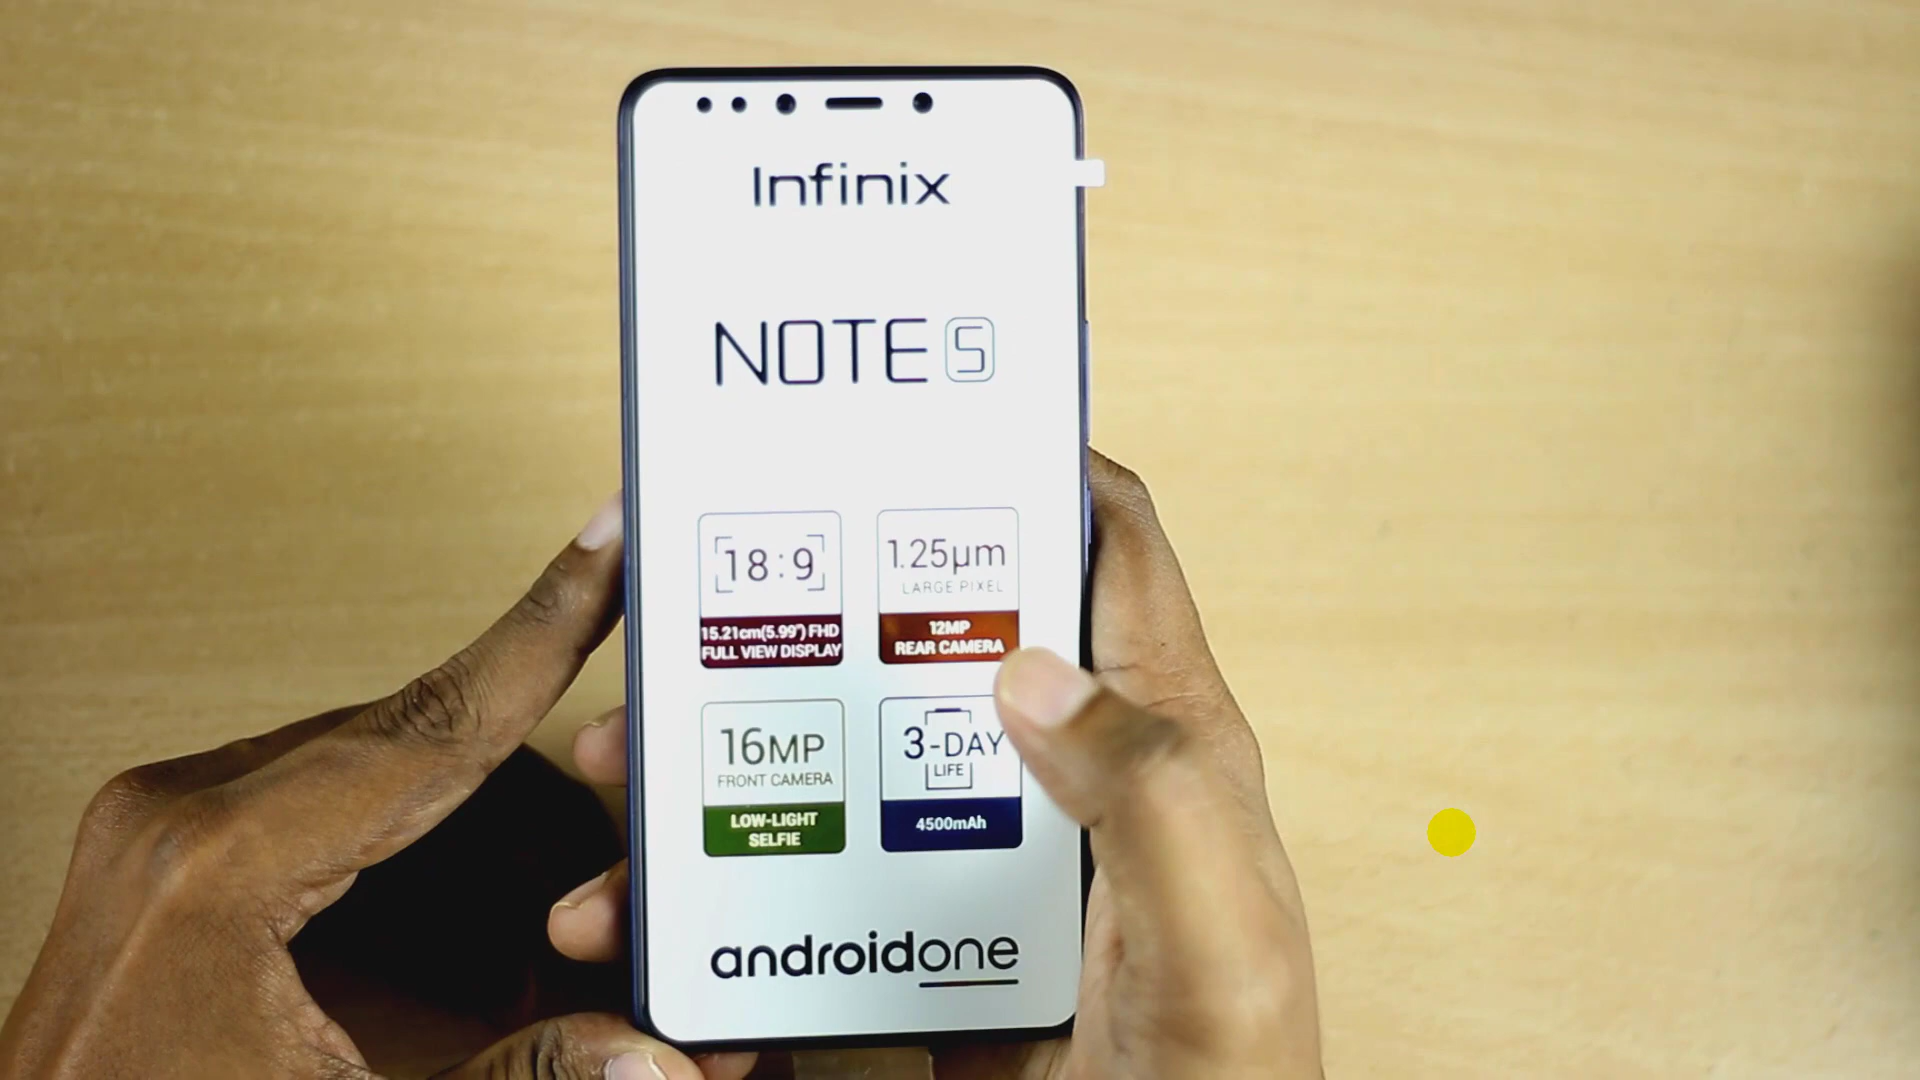 Infinix
NOTE 5
18:9
15.21cm(5.99") FHD
FULL VIEW DISPLAY
1.25µm
LARGE PIXEL
12MP
REAR CAMERA
16MP
FRONT CAMERA
LOW-LIGHT
SELFIE
3-DAY
LIFE
4500mAh
androidone